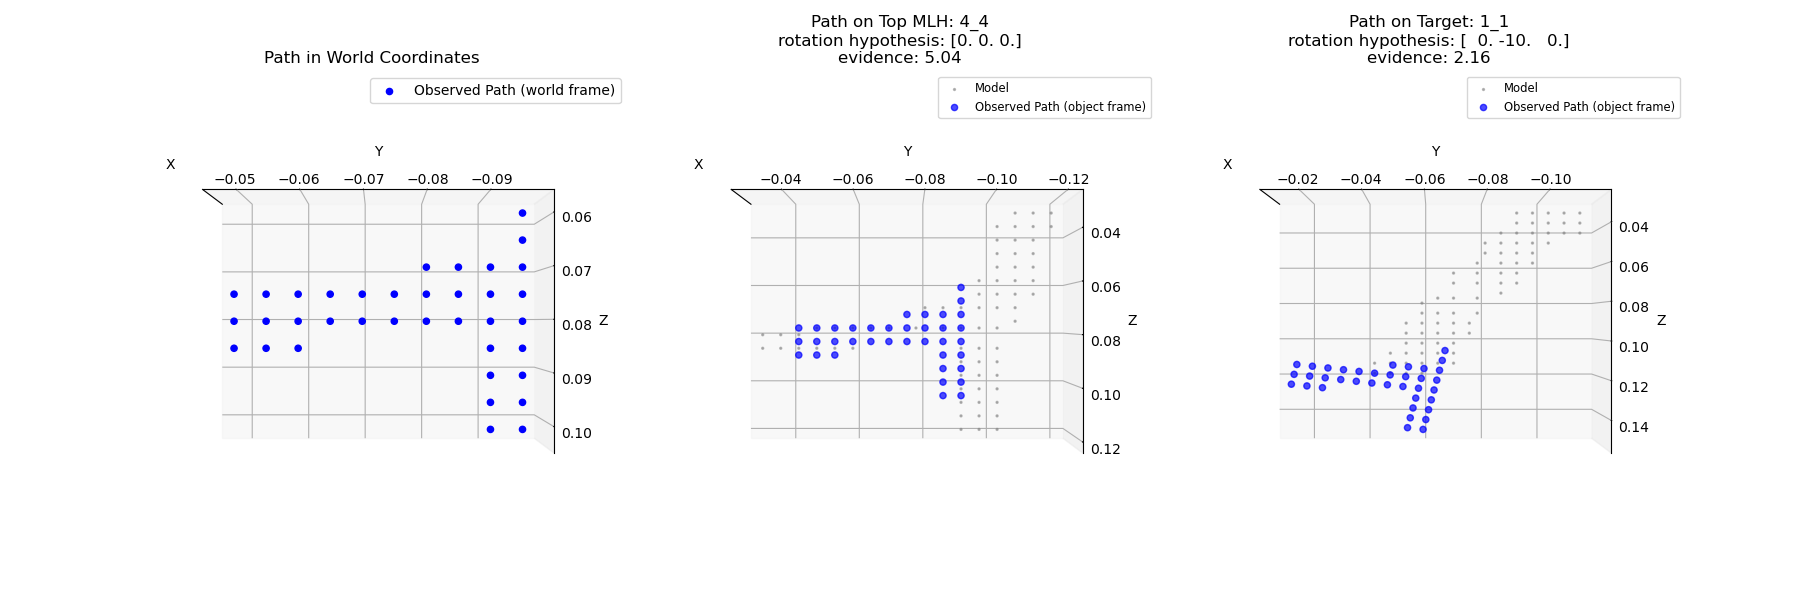 Path in World Coordinates
Observed Path (world frame)
X
Y
−0.05 −0.06 −0.07 −0.08 −0.09
0.06
0.07
0.08
Z
0.09
0.10
Path on Top MLH: 4_4
rotation hypothesis: [0. 0. 0.]
evidence: 5.04
Model
Observed Path (object frame)
X
Y
−0.04 −0.06 −0.08 −0.10 −0.12
0.04
0.06
0.08
Z
0.10
0.12
Path on Target: 1_1
rotation hypothesis: [  0. -10.   0.]
evidence: 2.16
Model
Observed Path (object frame)
X
Y
−0.02 −0.04 −0.06 −0.08 −0.10
0.04
0.06
0.08
Z
0.10
0.12
0.14